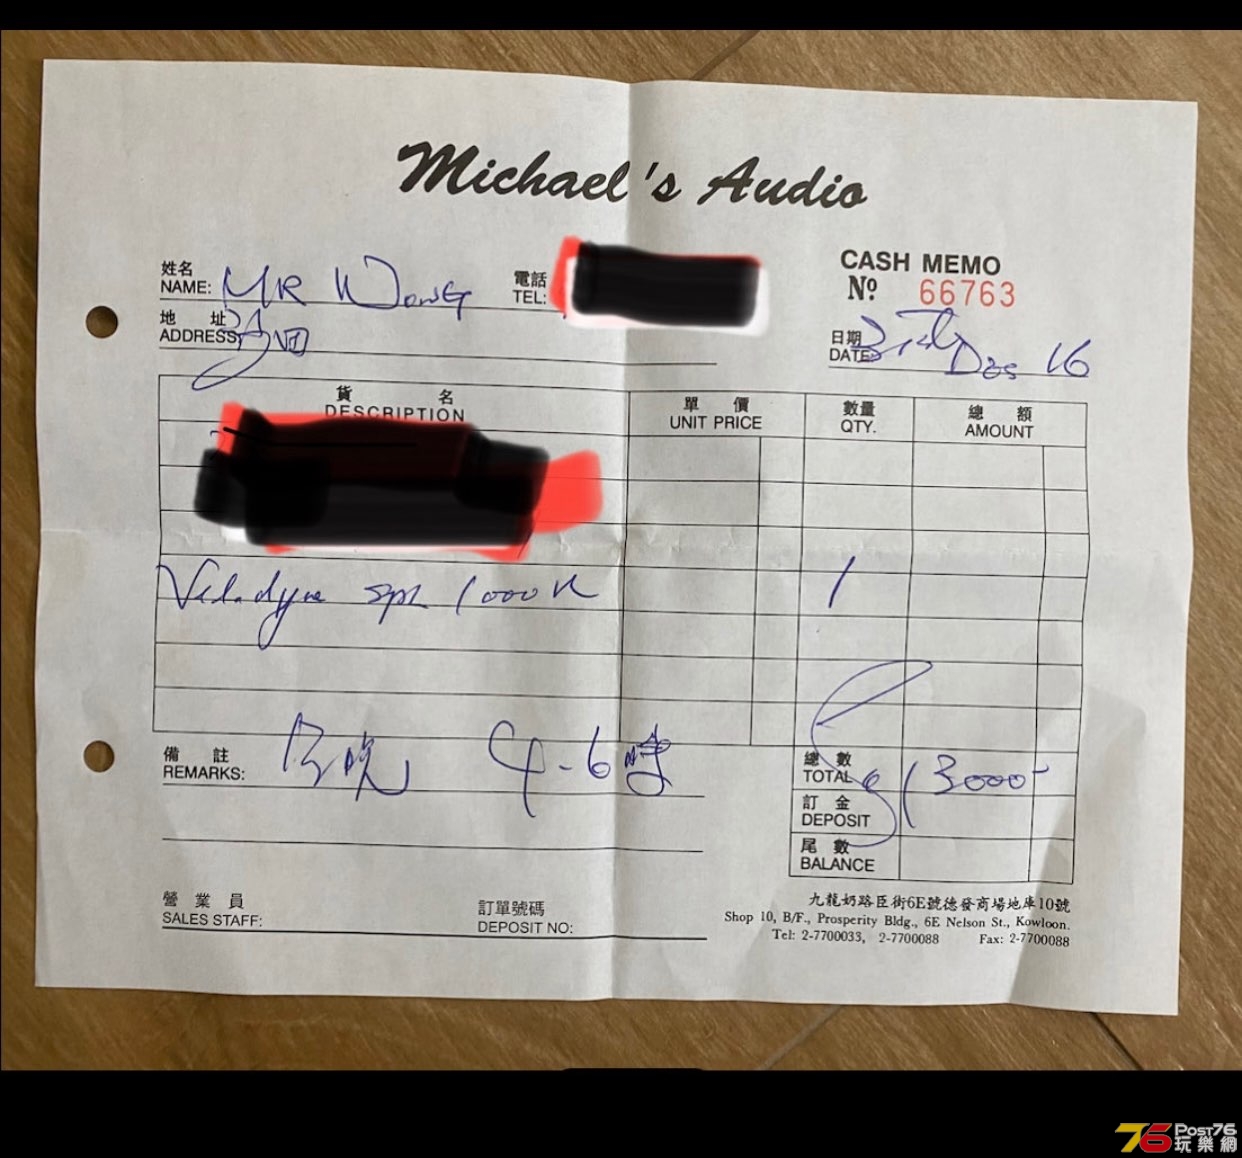 Michael's Audio
CASH MEMO
Nº 66763
姓名
NAME: MR Wong
電話
TEL:
地 址
ADDRESS:
日期
DATE: Dec 16
貨 名
DESCRIPTION
單 價
UNIT PRICE
數量
QTY.
總 額
AMOUNT
Velodyne SPL 1000R 1
備 註
REMARKS: 4-6時
總 數
TOTAL 13000
訂 金
DEPOSIT
尾 數
BALANCE
營 業 員
SALES STAFF:
訂單號碼
DEPOSIT NO:
九龍奶路臣街6E號德發商場地庫10號
Shop 10, B/F., Prosperity Bldg., 6E Nelson St., Kowloon.
Tel: 2-7700033, 2-7700088 Fax: 2-7700088
76 Post76
玩樂網